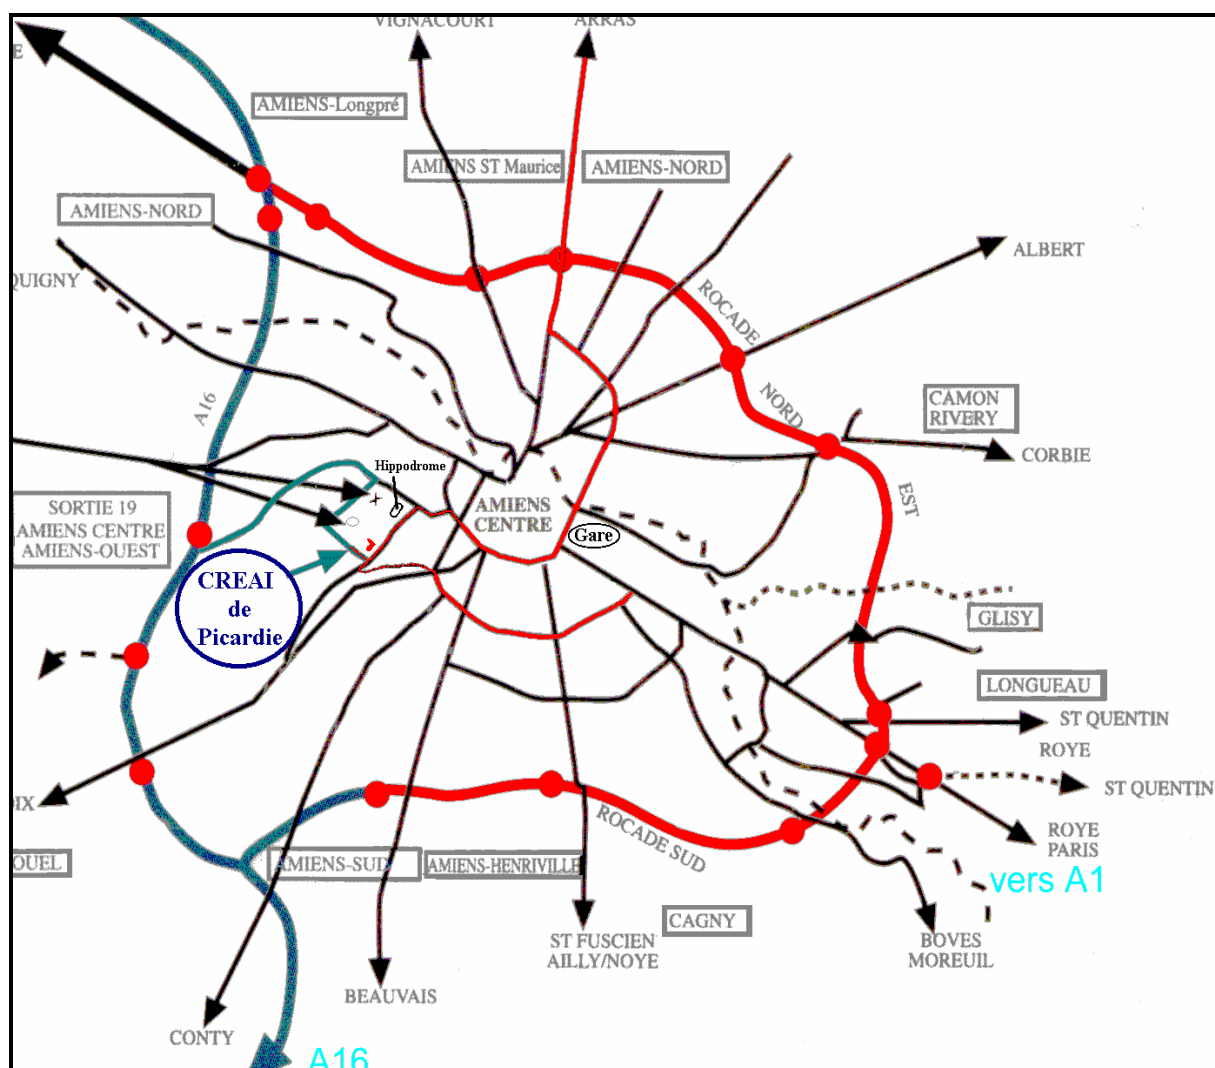 VIGNACOURT
ARRAS
E
AMIENS-Longpré
AMIENS ST Maurice
AMIENS-NORD
AMIENS-NORD
ALBERT
QUIGNY
ROCADE
NORD
EST
A16
CAMON
RIVERY
CORBIE
Hippodrome
SORTIE 19
AMIENS CENTRE
AMIENS-OUEST
AMIENS
CENTRE
Gare
CREAI
de
Picardie
GLISY
LONGUEAU
ST QUENTIN
ROYE
ST QUENTIN
OIX
ROCADE SUD
ROYE
PARIS
OUEL
AMIENS-SUD
AMIENS-HENRIVILLE
vers A1
CAGNY
ST FUSCIEN
AILLY/NOYE
BOVES
MOREUIL
BEAUVAIS
CONTY
A16